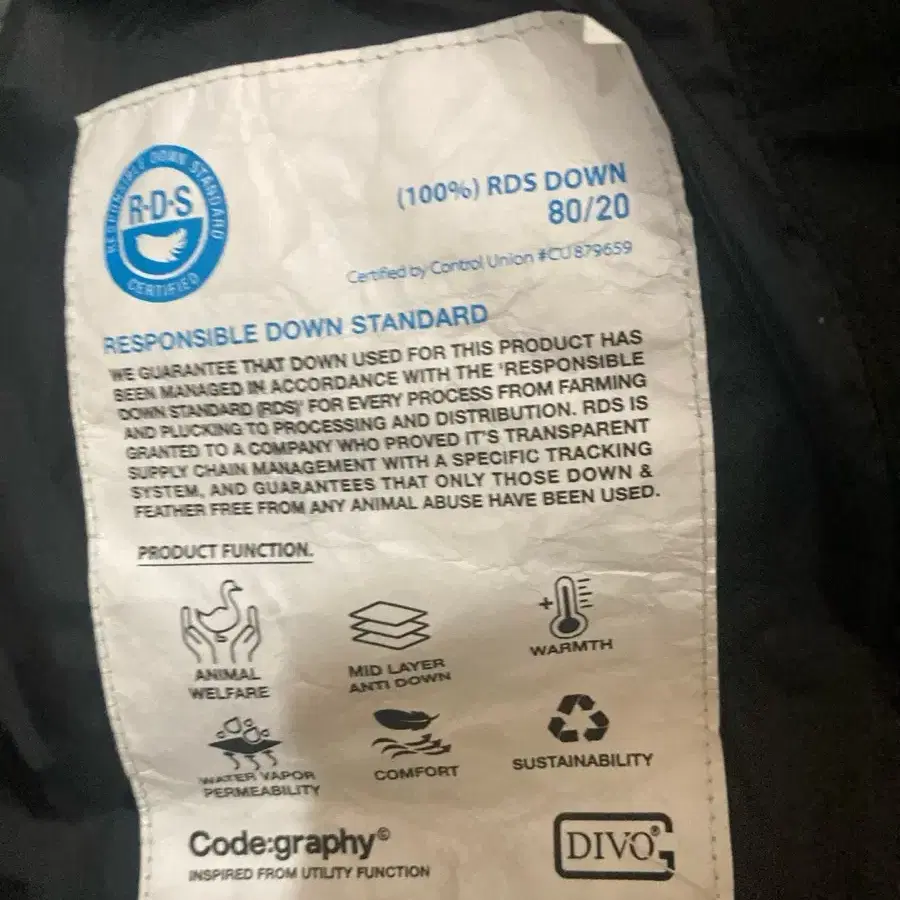 RESPONSIBLE DOWN STANDARD
R·D·S
CERTIFIED
(100%) RDS DOWN
80/20
Certified by Control Union #CU879659
RESPONSIBLE DOWN STANDARD
WE GUARANTEE THAT DOWN USED FOR THIS PRODUCT HAS
BEEN MANAGED IN ACCORDANCE WITH THE 'RESPONSIBLE
DOWN STANDARD (RDS)' FOR EVERY PROCESS FROM FARMING
AND PLUCKING TO PROCESSING AND DISTRIBUTION. RDS IS
GRANTED TO A COMPANY WHO PROVED IT'S TRANSPARENT
SUPPLY CHAIN MANAGEMENT WITH A SPECIFIC TRACKING
SYSTEM, AND GUARANTEES THAT ONLY THOSE DOWN &
FEATHER FREE FROM ANY ANIMAL ABUSE HAVE BEEN USED.
PRODUCT FUNCTION.
ANIMAL
WELFARE
MID LAYER
ANTI DOWN
WARMTH
WATER VAPOR
PERMEABILITY
COMFORT
SUSTAINABILITY
Code:graphy©
INSPIRED FROM UTILITY FUNCTION
DIVO®